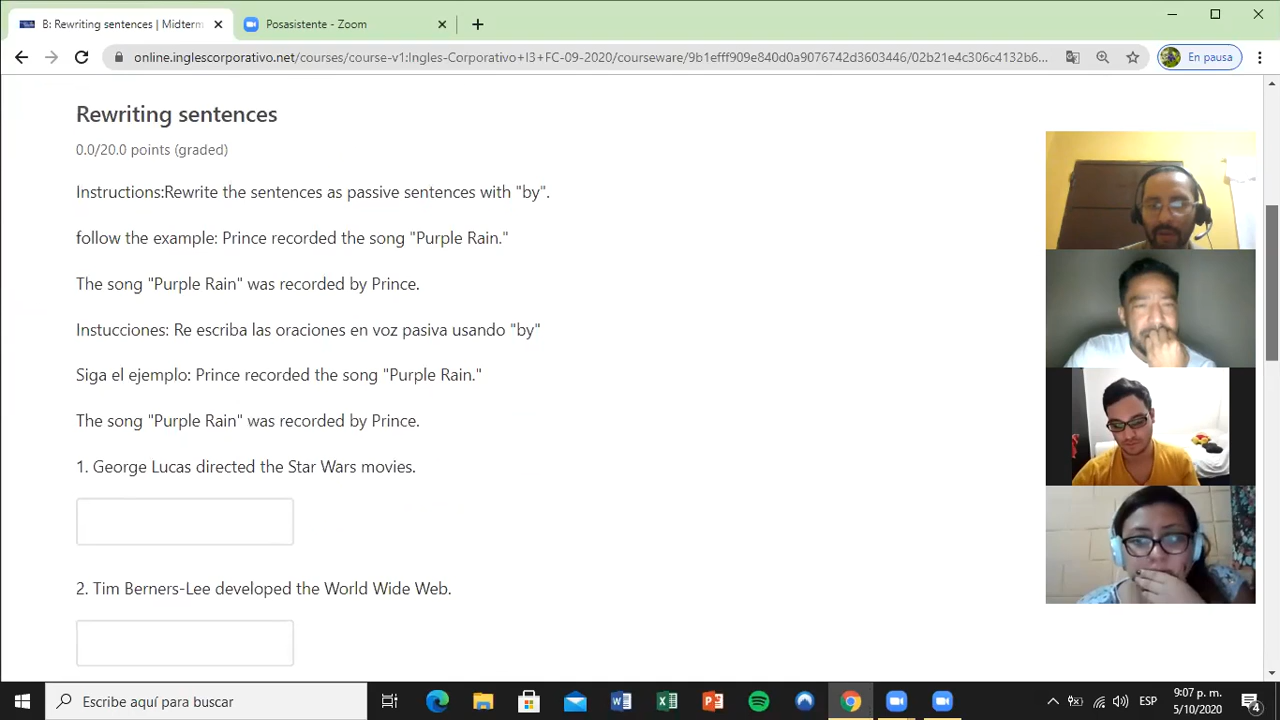 B: Rewriting sentences | Midterm
Posasistente - Zoom
online.inglescorporativo.net/courses/course-v1:Ingles-Corporativo+I3+FC-09-2020/courseware/9b1efff909e840d0a9076742d3603446/02b21e4c306c4132b6...
En pausa
Rewriting sentences
0.0/20.0 points (graded)
Instructions:Rewrite the sentences as passive sentences with "by".
follow the example: Prince recorded the song "Purple Rain."
The song "Purple Rain" was recorded by Prince.
Instucciones: Re escriba las oraciones en voz pasiva usando "by"
Siga el ejemplo: Prince recorded the song "Purple Rain."
The song "Purple Rain" was recorded by Prince.
1. George Lucas directed the Star Wars movies.
2. Tim Berners-Lee developed the World Wide Web.
Escribe aquí para buscar
ESP
9:07 p. m.
5/10/2020
4